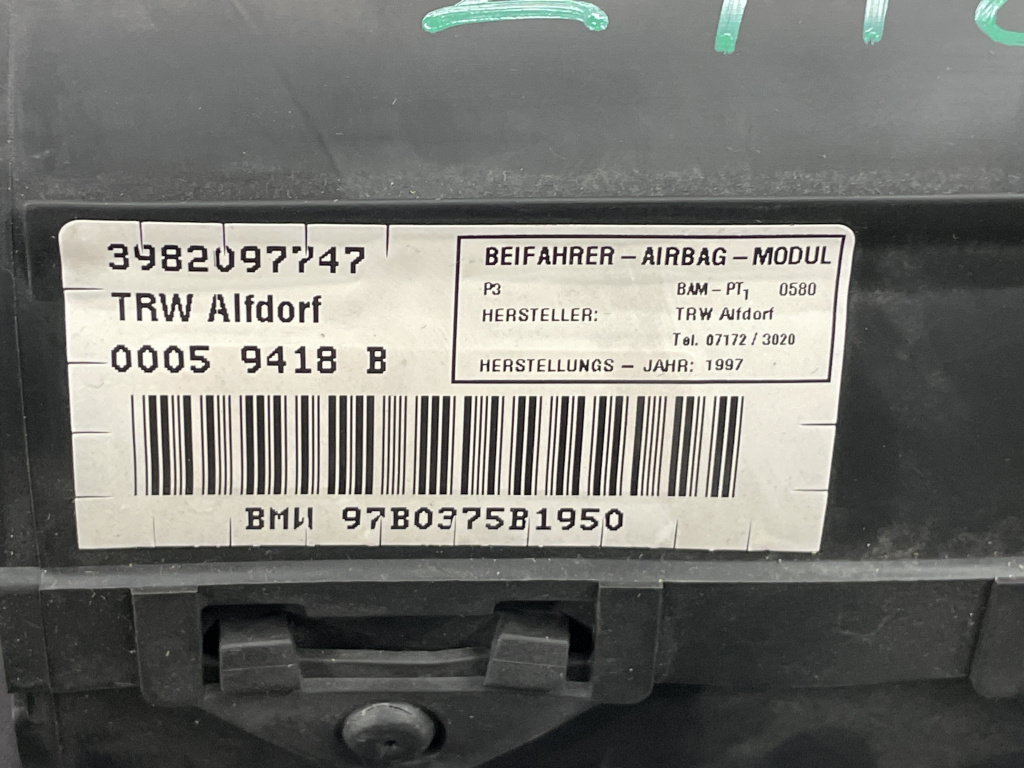 3982097747
TRW Alfdorf
0005 9418 B
BEIFAHRER – AIRBAG – MODUL
P3 BAM – PT1 0580
HERSTELLER: TRW Alfdorf
Tel. 07172 / 3020
HERSTELLUNGS – JAHR: 1997
BMW 97B0375B1950